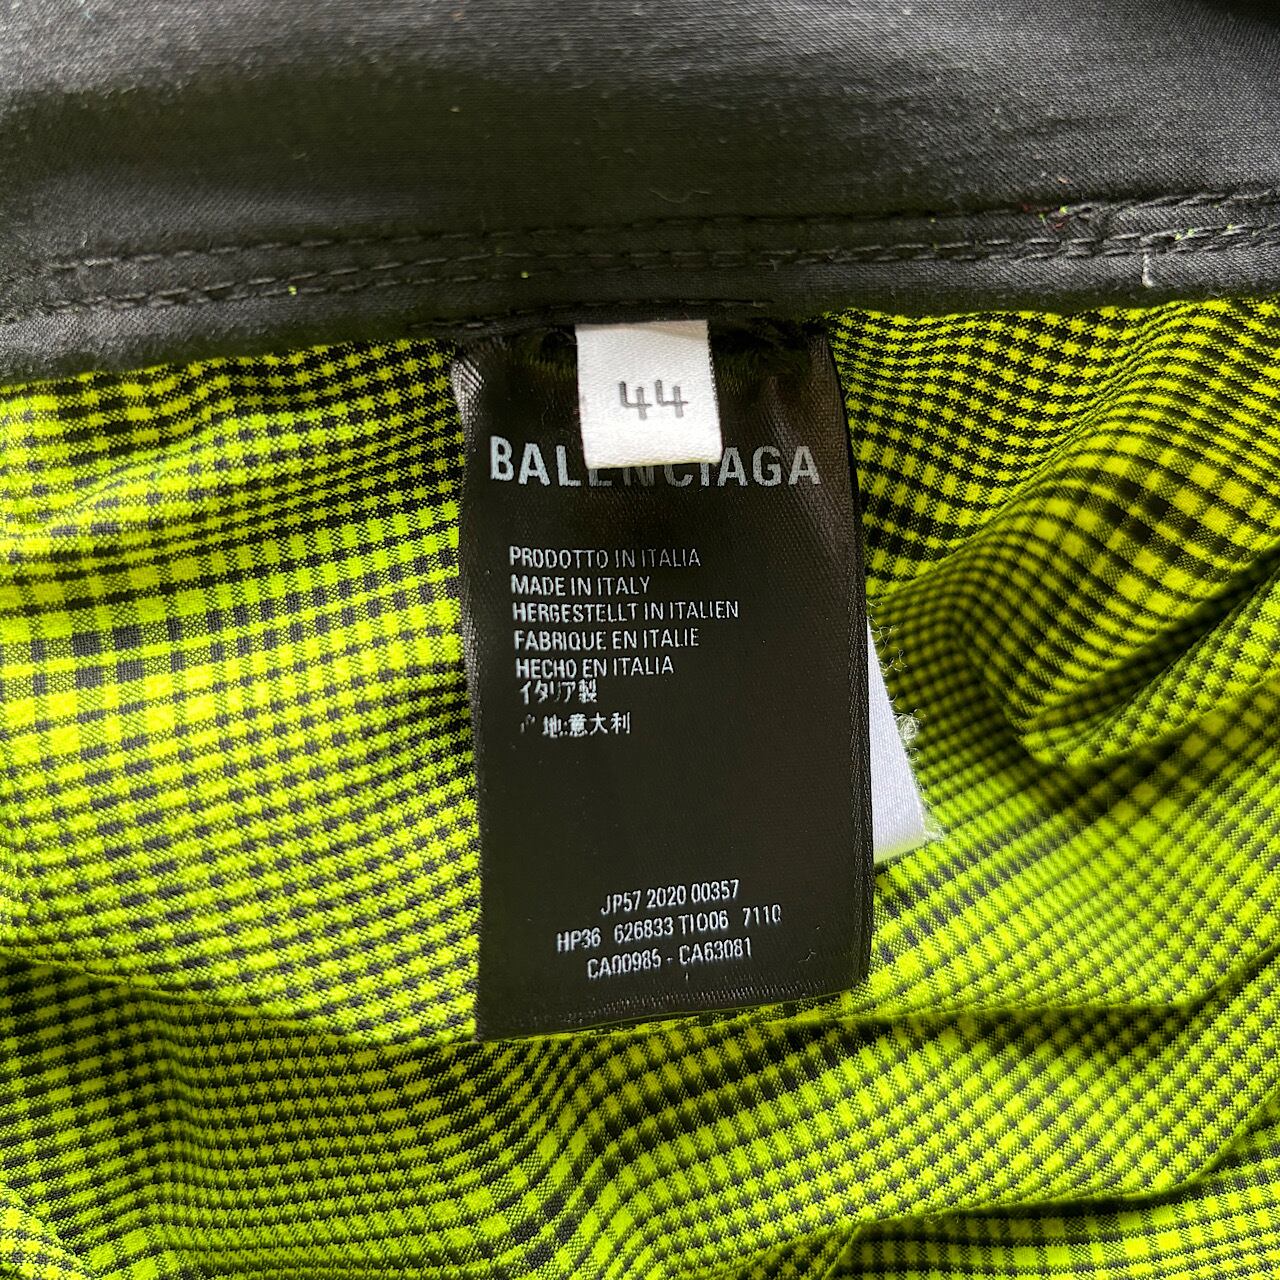 44
BALENCIAGA
PRODOTTO IN ITALIA
MADE IN ITALY
HERGESTELLT IN ITALIEN
FABRIQUE EN ITALIE
HECHO EN ITALIA
イタリア製
地:意大利
JP57 2020 00357
HP36 626833 TIO06 7110
CA00985 - CA63081